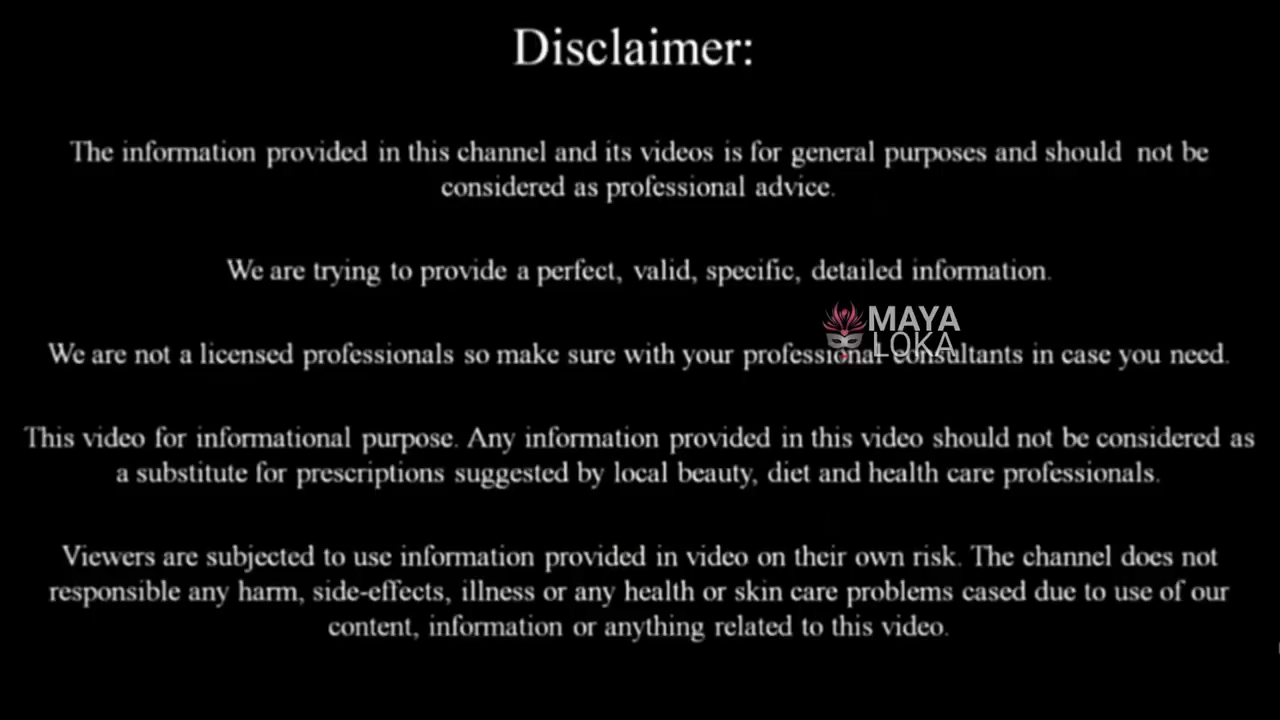 Disclaimer:
The information provided in this channel and its videos is for general purposes and should not be
considered as professional advice.
We are trying to provide a perfect, valid, specific, detailed information.
MAYA
LOKA
We are not a licensed professionals so make sure with your professional consultants in case you need.
This video for informational purpose. Any information provided in this video should not be considered as
a substitute for prescriptions suggested by local beauty, diet and health care professionals.
Viewers are subjected to use information provided in video on their own risk. The channel does not
responsible any harm, side-effects, illness or any health or skin care problems cased due to use of our
content, information or anything related to this video.